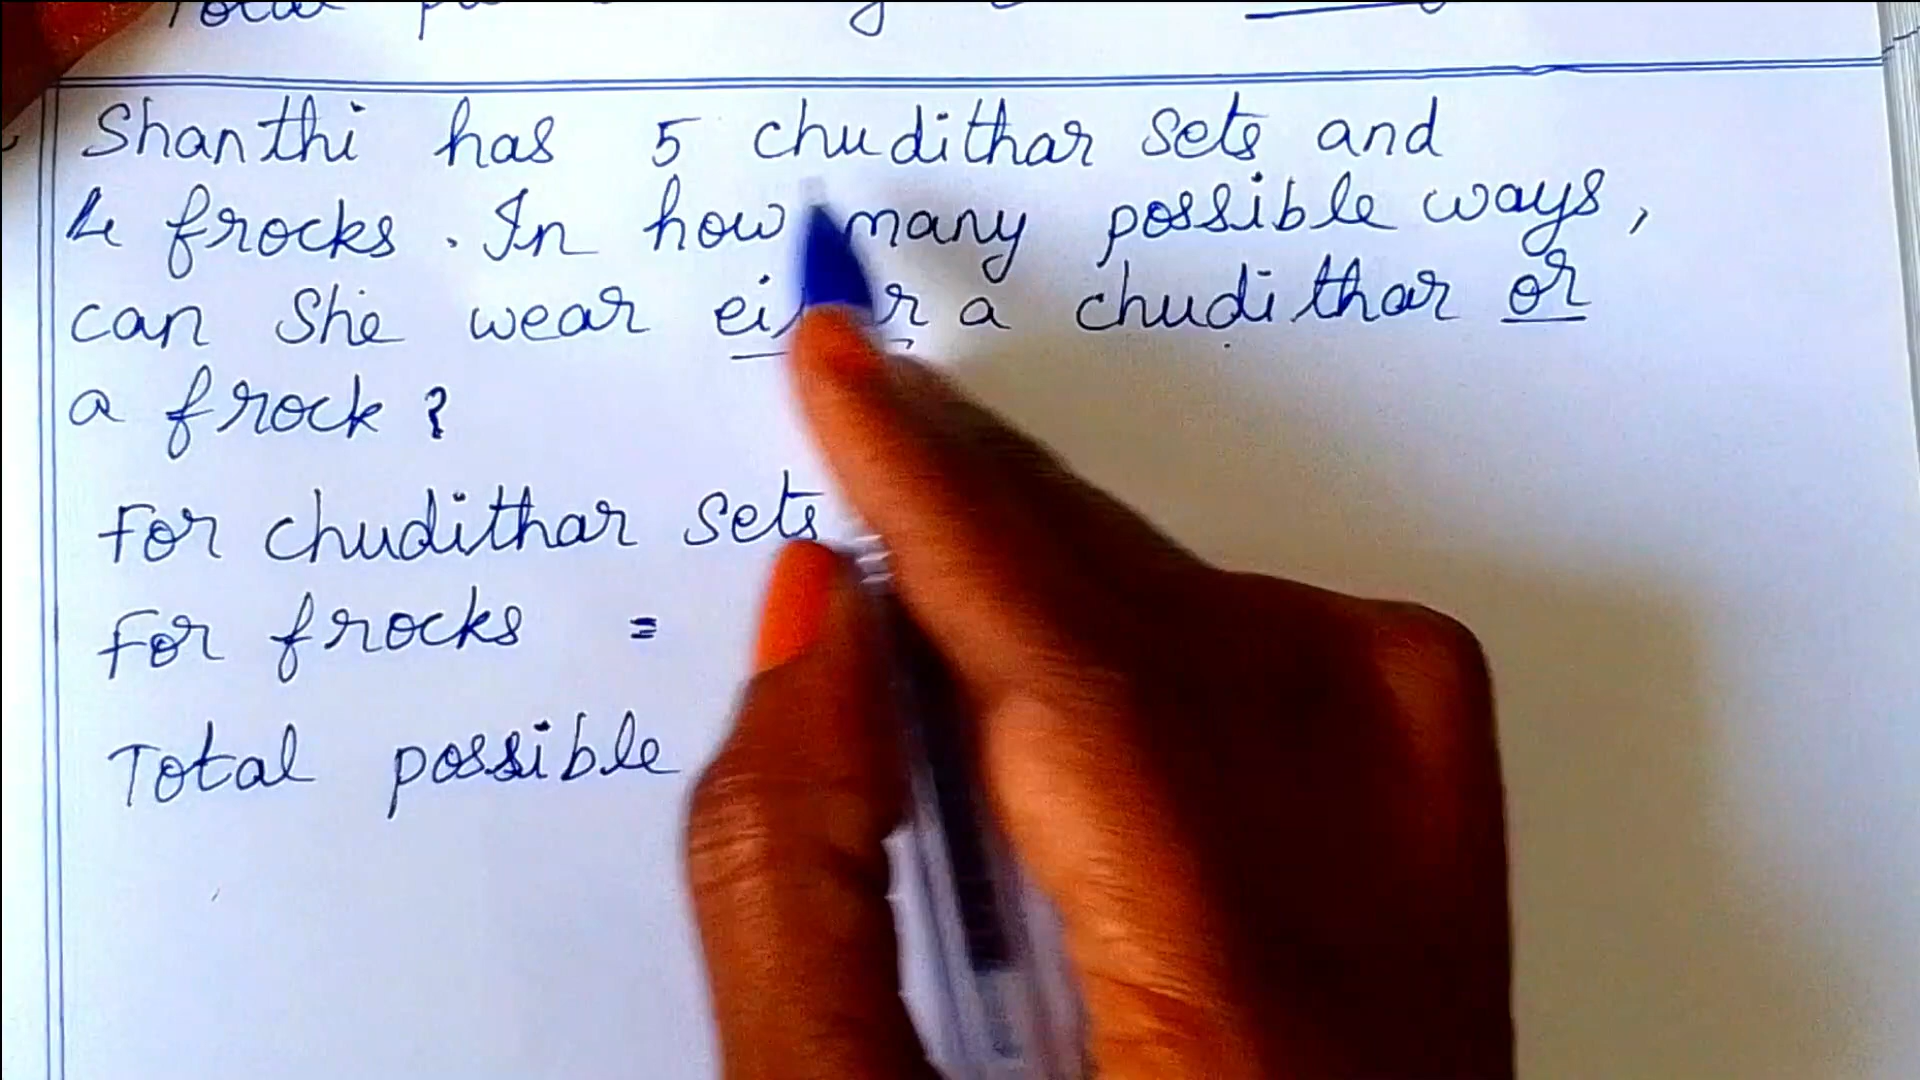 Total
Shanthi has 5 chudithar sets and
4 frocks. In how many possible ways,
can she wear a chudithar or
a frock?
For chudithar sets
For frocks =
Total possible